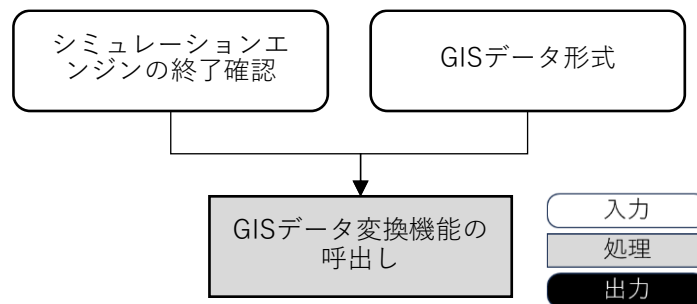 シミュレーションエ
ンジンの終了確認
GISデータ形式
GISデータ変換機能の
呼出し
入力
処理
出力